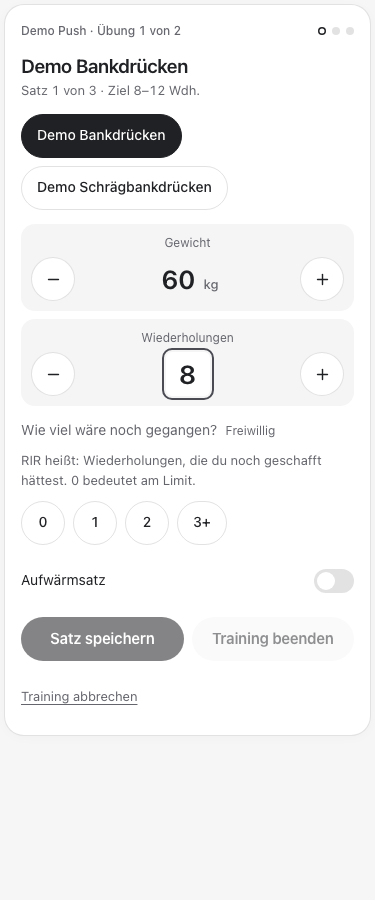 Demo Push · Übung 1 von 2
Demo Bankdrücken
Satz 1 von 3 · Ziel 8–12 Wdh.
Demo Bankdrücken
Demo Schrägbankdrücken
Gewicht
− 60 kg +
Wiederholungen
− 8 +
Wie viel wäre noch gegangen? Freiwillig
RIR heißt: Wiederholungen, die du noch geschafft
hättest. 0 bedeutet am Limit.
0 1 2 3+
Aufwärmsatz
Satz speichern Training beenden
Training abbrechen